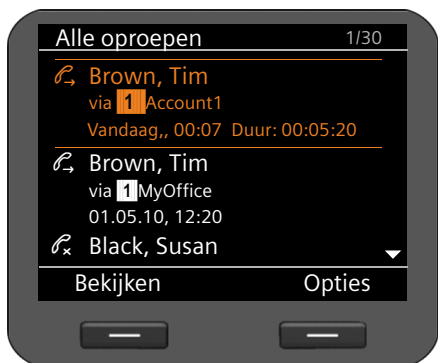 Alle oproepen 1/30
Brown, Tim
via 1 Account1
Vandaag,, 00:07 Duur: 00:05:20
Brown, Tim
via 1 MyOffice
01.05.10, 12:20
Black, Susan
Bekijken Opties